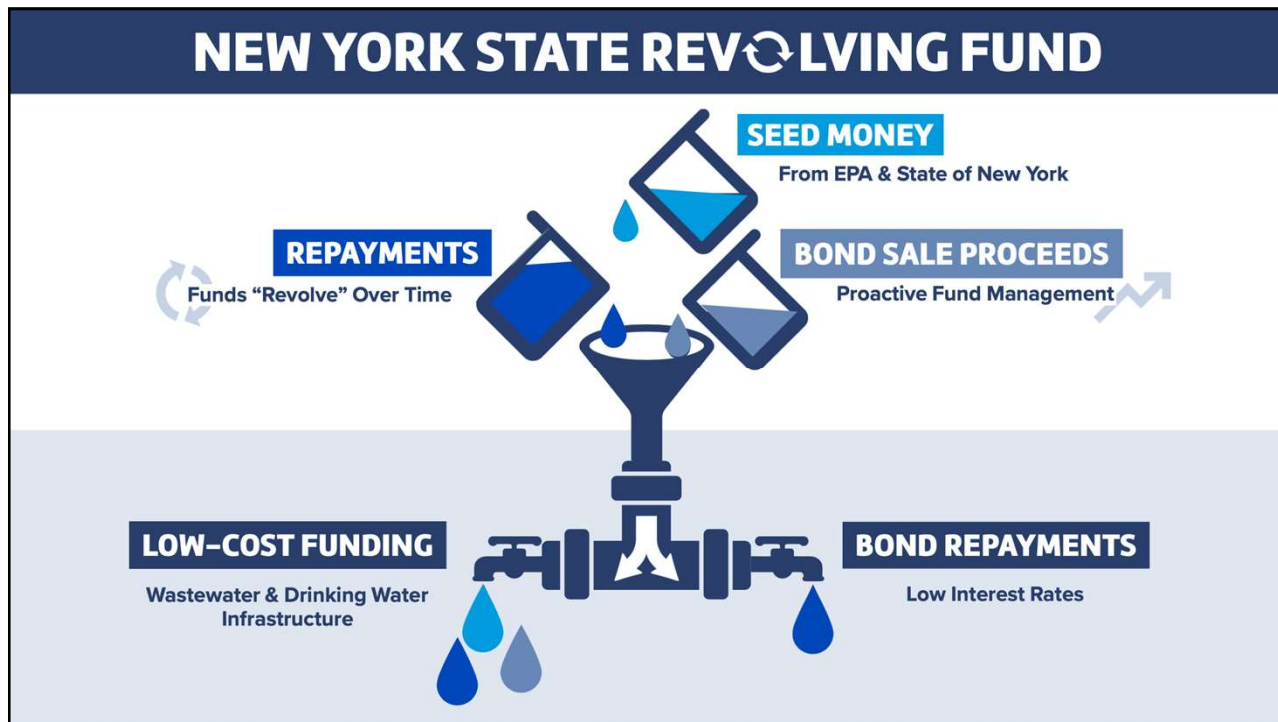 NEW YORK STATE REVOLVING FUND
SEED MONEY
From EPA & State of New York
REPAYMENTS
Funds “Revolve” Over Time
BOND SALE PROCEEDS
Proactive Fund Management
LOW-COST FUNDING
Wastewater & Drinking Water
Infrastructure
BOND REPAYMENTS
Low Interest Rates